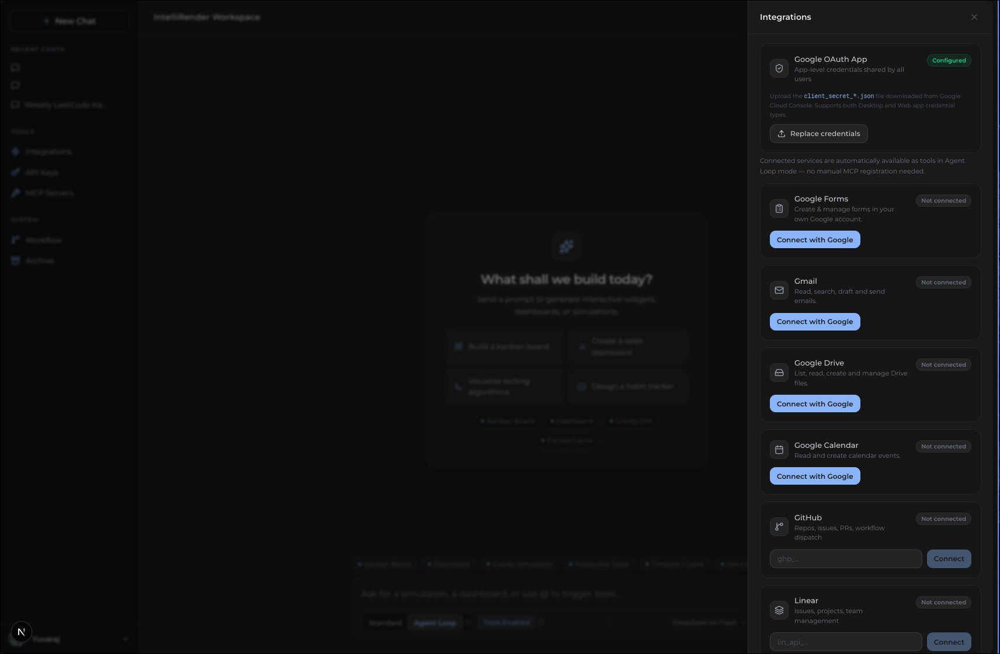 New Chat
RECENT CHATS
Weekly LeetCode Ka...
TOOLS
Integrations
API Keys
MCP Servers
SYSTEM
Workflow
Archive
N
Yuvaraj
IntelliRender Workspace
What shall we build today?
Send a prompt to generate interactive widgets,
dashboards, or simulations.
Build a kanban board
Create a sales
dashboard
Visualize sorting
algorithms
Design a habit tracker
Kanban Board
Dashboard
Gravity Sim
Canvas Game
Kanban Board
Dashboard
Gravity Simulation
Interactive Table
Timeline / Gantt
Ask for a simulation, a dashboard, or use @ to trigger tools...
Standard
Agent Loop
Tools Enabled
DeepSeek V4 Flash
Integrations
Google OAuth App
Configured
App-level credentials shared by all
users
Upload the client_secret_*.json file downloaded from Google
Cloud Console. Supports both Desktop and Web app credential
types.
Replace credentials
Connected services are automatically available as tools in Agent
Loop mode — no manual MCP registration needed.
Google Forms
Not connected
Create & manage forms in your
own Google account.
Connect with Google
Gmail
Not connected
Read, search, draft and send
emails.
Connect with Google
Google Drive
Not connected
List, read, create and manage Drive
files.
Connect with Google
Google Calendar
Not connected
Read and create calendar events.
Connect with Google
GitHub
Not connected
Repos, issues, PRs, workflow
dispatch
ghp_...
Connect
Linear
Not connected
Issues, projects, team
management
lin_api_...
Connect